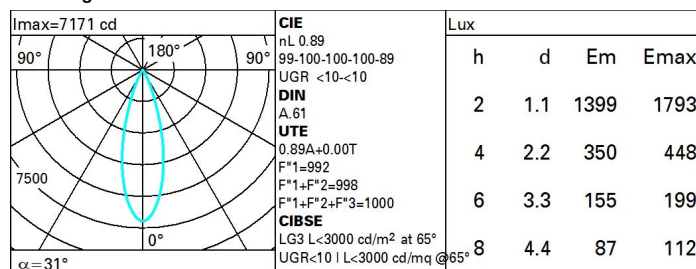 Imax=7171 cd
90°
180°
90°
7500
0°
α=31°
CIE
nL 0.89
99-100-100-100-89
UGR <10-<10
DIN
A.61
UTE
0.89A+0.00T
F"1=992
F"1+F"2=998
F"1+F"2+F"3=1000
CIBSE
LG3 L<3000 cd/m² at 65°
UGR<10 | L<3000 cd/mq @65°
Lux
h d Em Emax
2 1.1 1399 1793
4 2.2 350 448
6 3.3 155 199
8 4.4 87 112